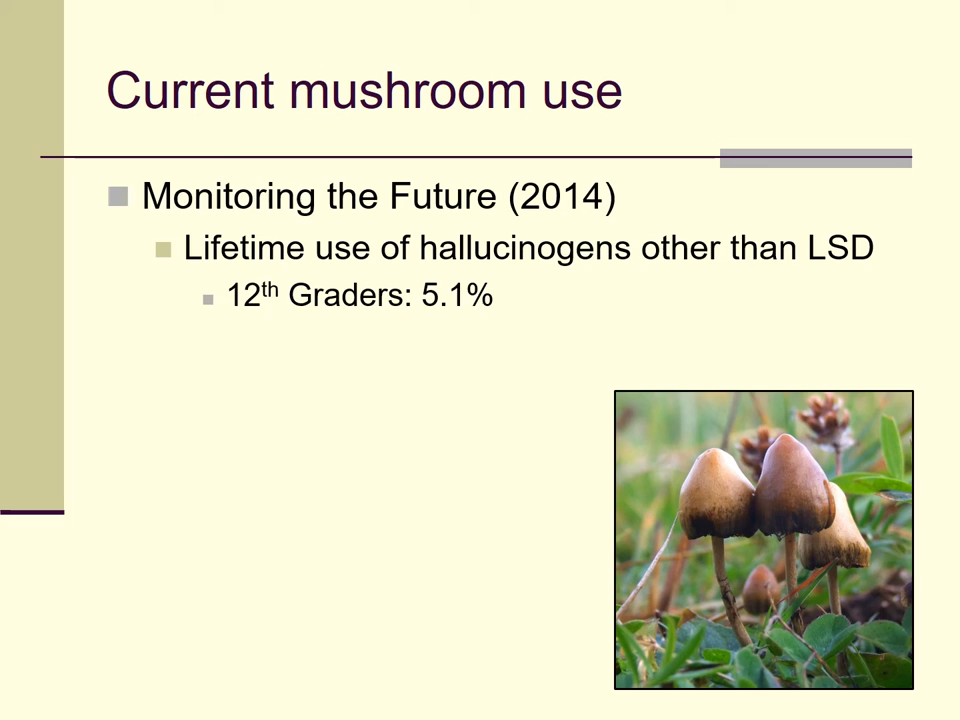 Current mushroom use
Monitoring the Future (2014)
Lifetime use of hallucinogens other than LSD
12th Graders: 5.1%